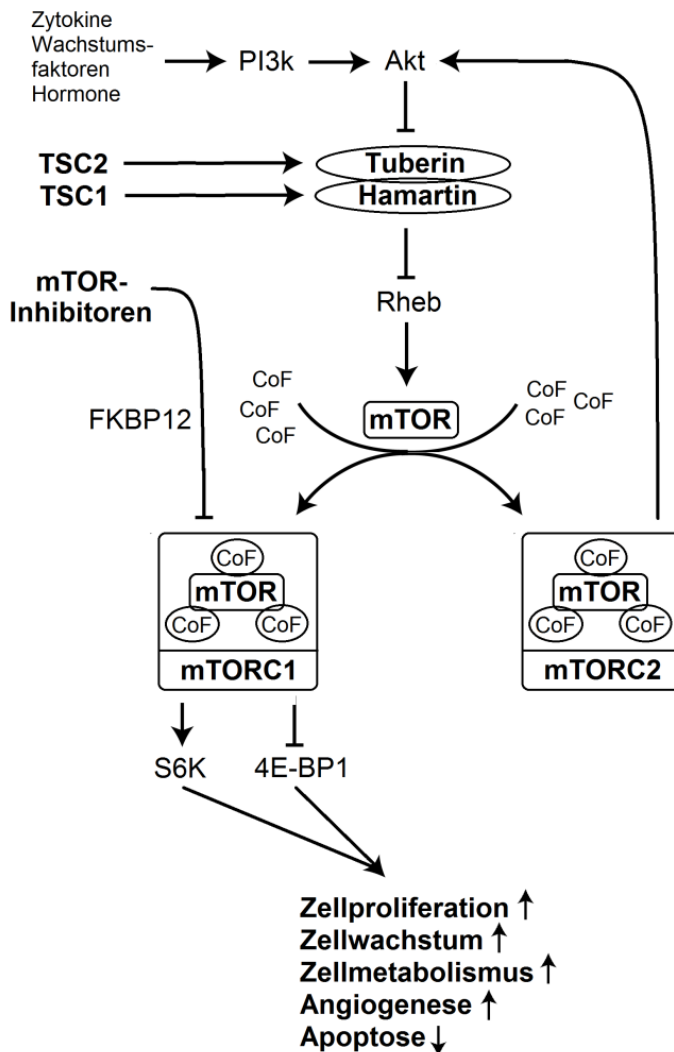 Zytokine
Wachstums-
faktoren
Hormone
PI3k
Akt
TSC2
Tuberin
TSC1
Hamartin
mTOR-
Inhibitoren
Rheb
CoF
CoF
CoF
mTOR
CoF
CoF
CoF
FKBP12
CoF
mTOR
CoF
CoF
mTORC1
CoF
mTOR
CoF
CoF
mTORC2
S6K
4E-BP1
Zellproliferation ↑
Zellwachstum ↑
Zellmetabolismus ↑
Angiogenese ↑
Apoptose ↓